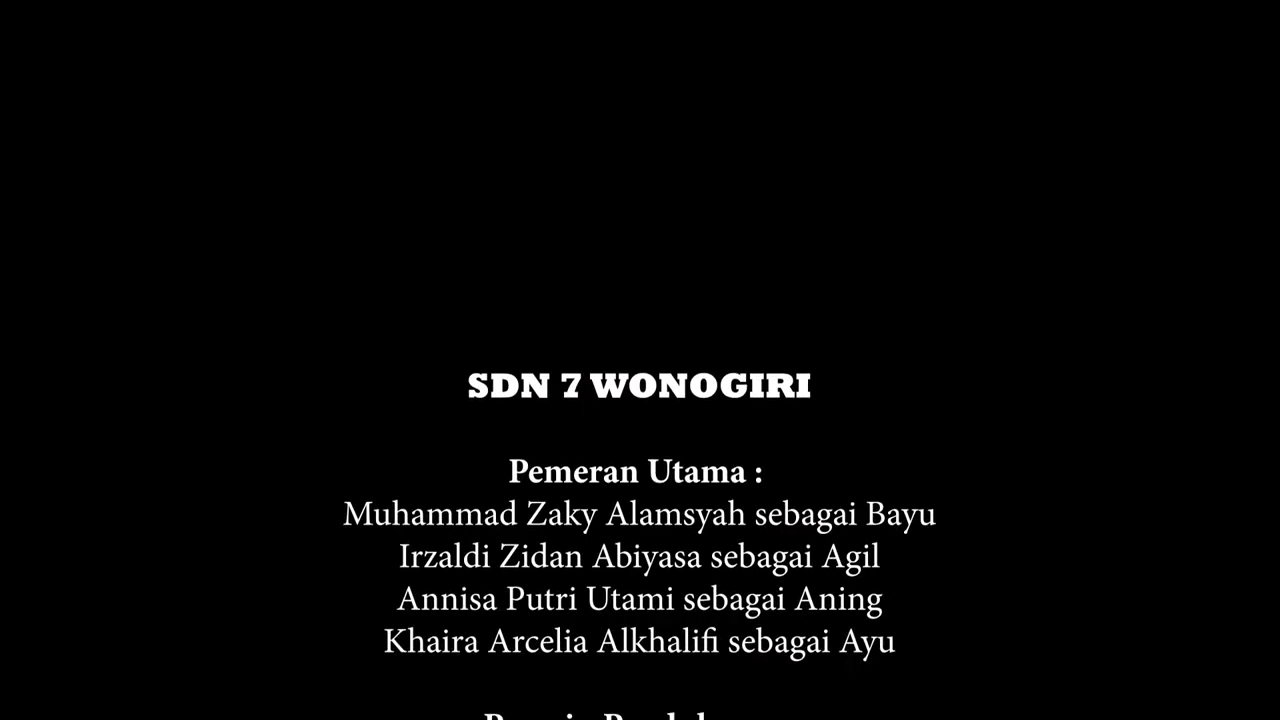 SDN 7 WONOGIRI
Pemeran Utama :
Muhammad Zaky Alamsyah sebagai Bayu
Irzaldi Zidan Abiyasa sebagai Agil
Annisa Putri Utami sebagai Aning
Khaira Arcelia Alkhalifi sebagai Ayu